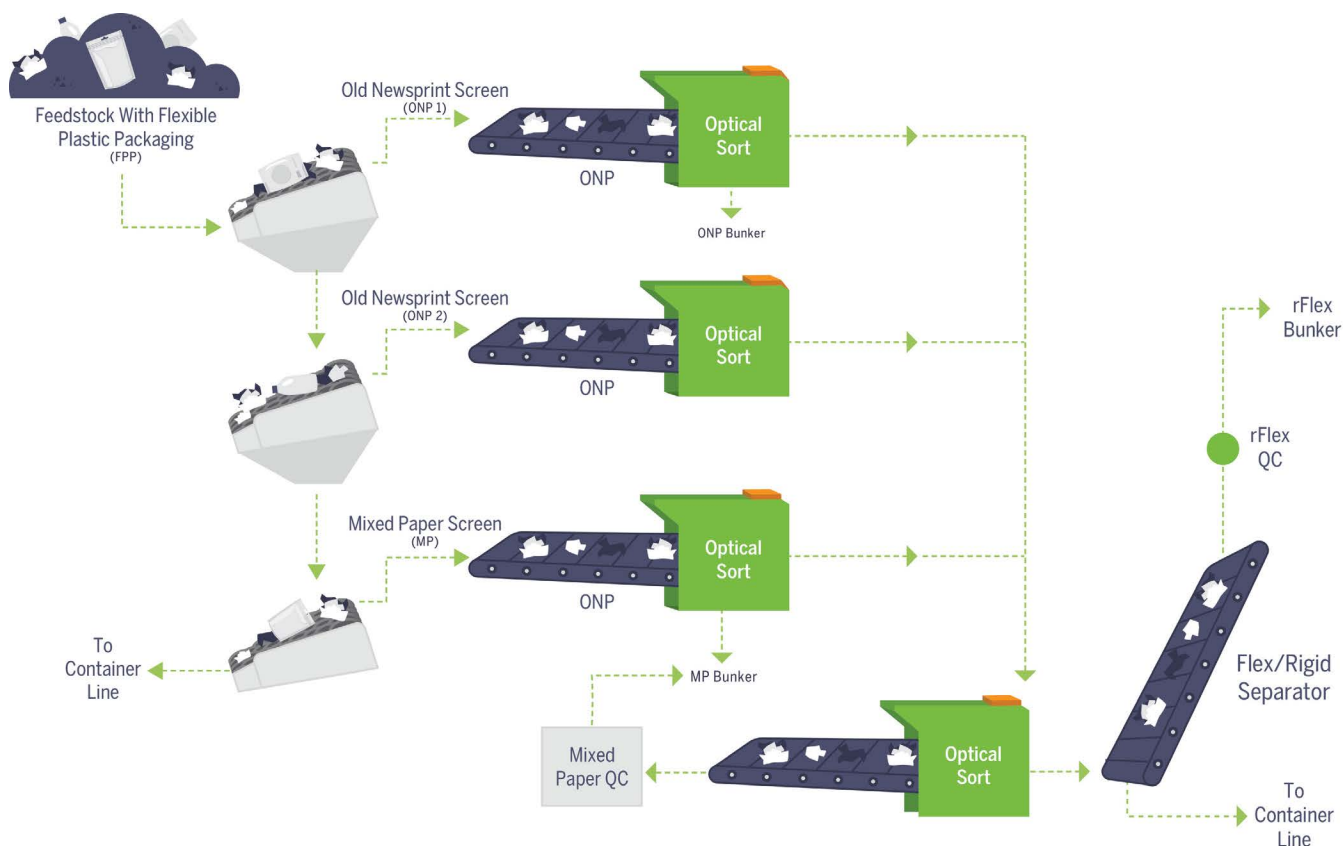 Feedstock With Flexible
Plastic Packaging
(FPP)
Old Newsprint Screen
(ONP 1)
ONP
Optical
Sort
ONP Bunker
Old Newsprint Screen
(ONP 2)
ONP
Optical
Sort
Mixed Paper Screen
(MP)
ONP
Optical
Sort
To
Container
Line
MP Bunker
Mixed
Paper QC
Optical
Sort
rFlex
Bunker
rFlex
QC
Flex/Rigid
Separator
To
Container
Line